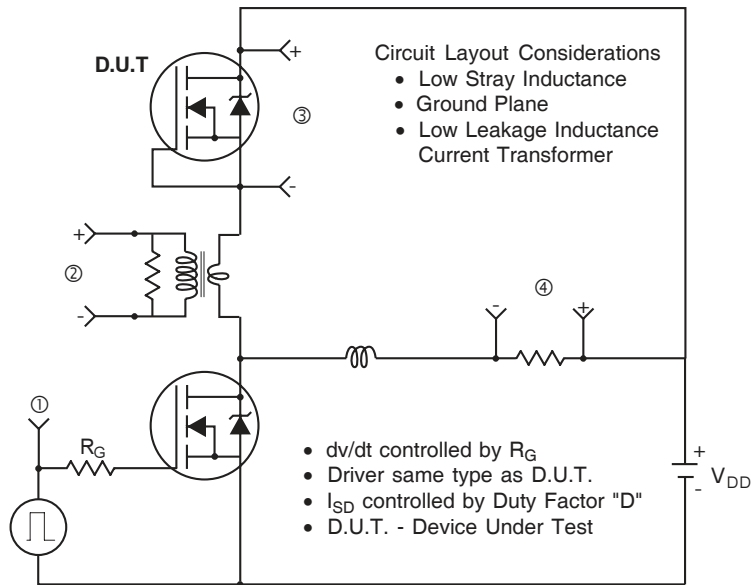 D.U.T
+
③
-
Circuit Layout Considerations
• Low Stray Inductance
• Ground Plane
• Low Leakage Inductance
Current Transformer
+
②
-
④
-
+
①
R_G
• dv/dt controlled by R_G
• Driver same type as D.U.T.
• I_SD controlled by Duty Factor "D"
• D.U.T. - Device Under Test
+
V_DD
-